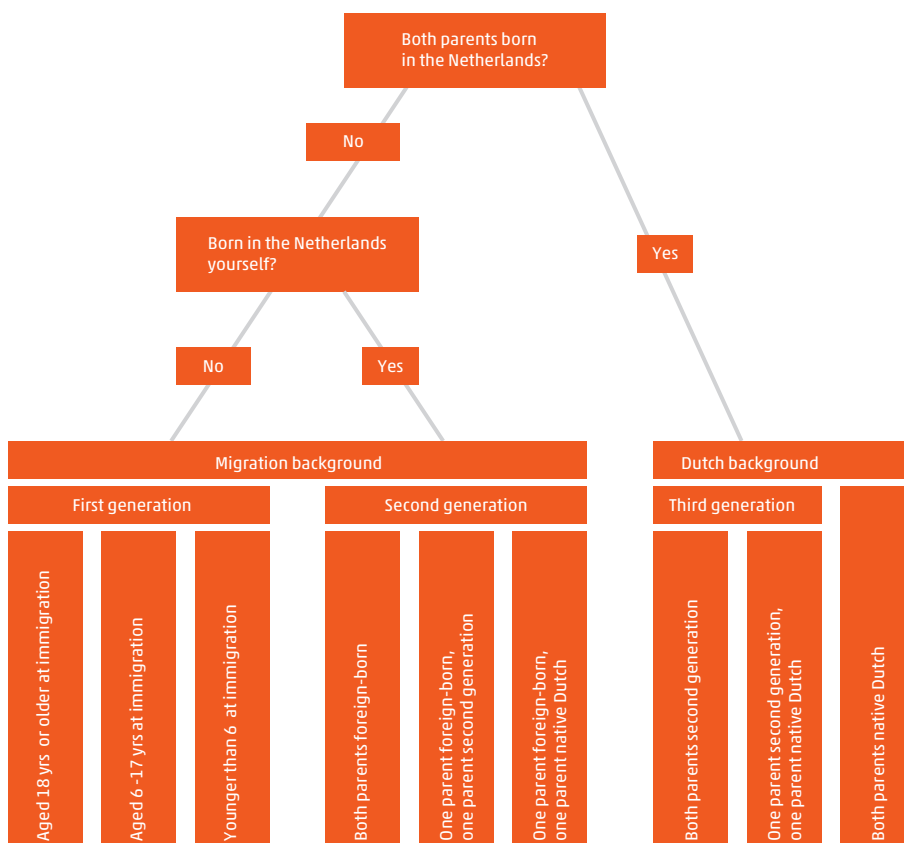 Both parents born
in the Netherlands?
No
Born in the Netherlands
yourself?
Yes
No
Yes
Migration background
Dutch background
First generation
Second generation
Third generation
Aged 18 yrs or older at immigration
Aged 6 -17 yrs at immigration
Younger than 6 at immigration
Both parents foreign-born
One parent foreign-born,
one parent second generation
One parent foreign-born,
one parent native Dutch
Both parents second generation
One parent second generation,
one parent native Dutch
Both parents native Dutch